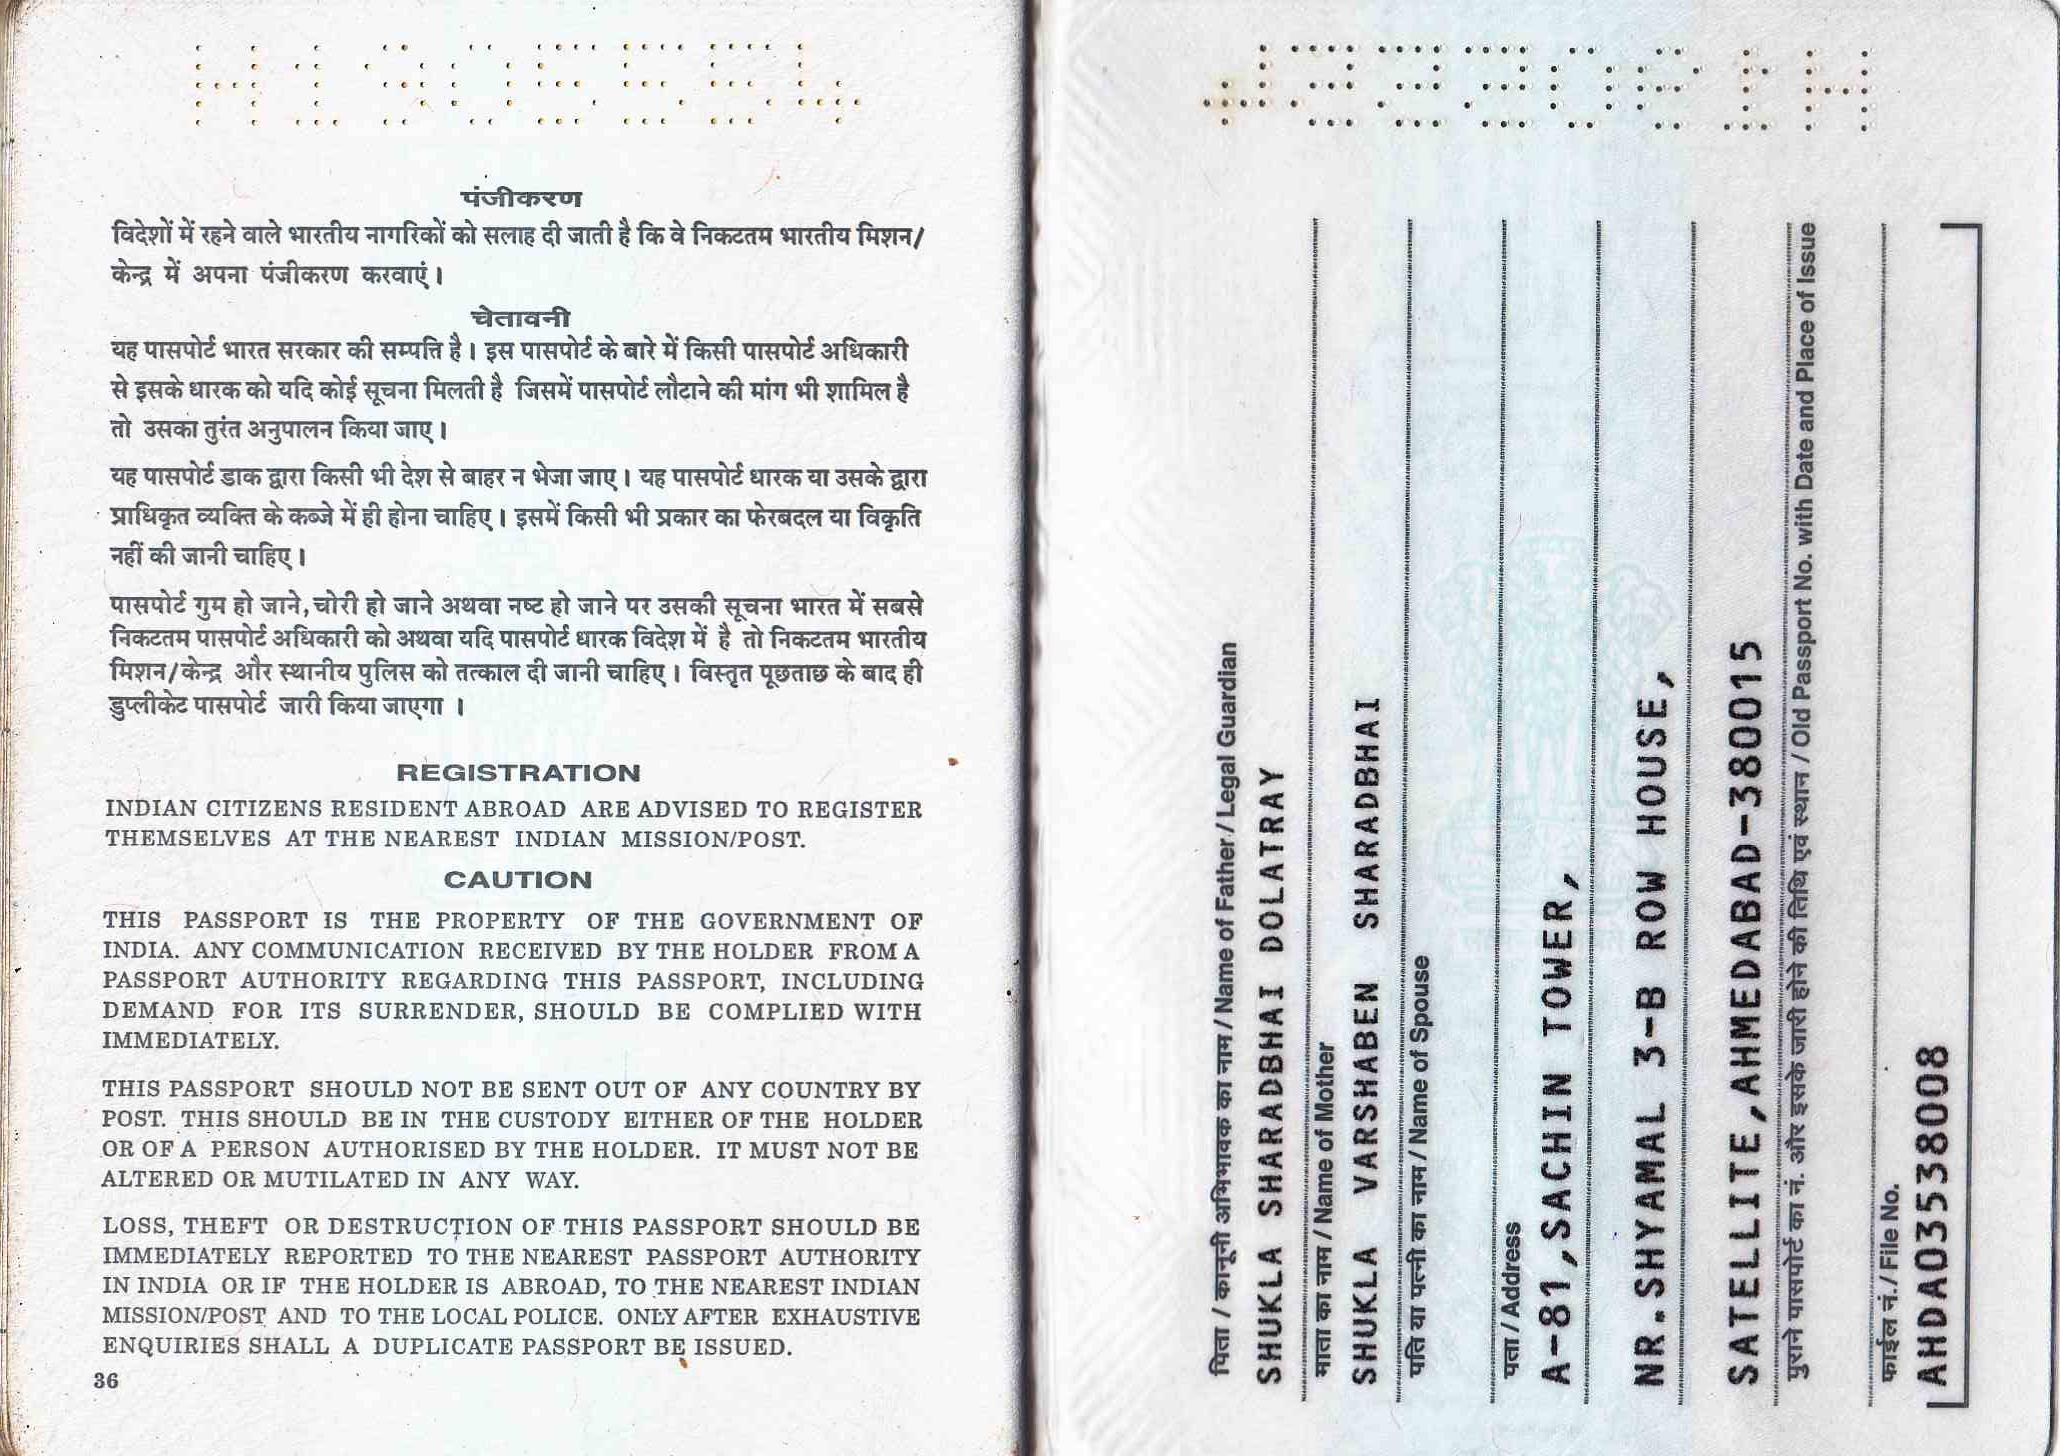 पंजीकरण
विदेशों में रहने वाले भारतीय नागरिकों को सलाह दी जाती है कि वे निकटतम भारतीय मिशन/
केन्द्र में अपना पंजीकरण करवाएं।
चेतावनी
यह पासपोर्ट भारत सरकार की सम्पत्ति है। इस पासपोर्ट के बारे में किसी पासपोर्ट अधिकारी
से इसके धारक को यदि कोई सूचना मिलती है जिसमें पासपोर्ट लौटाने की मांग भी शामिल है
तो उसका तुरंत अनुपालन किया जाए।
यह पासपोर्ट डाक द्वारा किसी भी देश से बाहर न भेजा जाए। यह पासपोर्ट धारक या उसके द्वारा
प्राधिकृत व्यक्ति के कब्जे में ही होना चाहिए। इसमें किसी भी प्रकार का फेरबदल या विकृति
नहीं की जानी चाहिए।
पासपोर्ट गुम हो जाने, चोरी हो जाने अथवा नष्ट हो जाने पर उसकी सूचना भारत में सबसे
निकटतम पासपोर्ट अधिकारी को अथवा यदि पासपोर्ट धारक विदेश में है तो निकटतम भारतीय
मिशन/केन्द्र और स्थानीय पुलिस को तत्काल दी जानी चाहिए। विस्तृत पूछताछ के बाद ही
डुप्लीकेट पासपोर्ट जारी किया जाएगा ।
REGISTRATION
INDIAN CITIZENS RESIDENT ABROAD ARE ADVISED TO REGISTER
THEMSELVES AT THE NEAREST INDIAN MISSION/POST.
CAUTION
THIS PASSPORT IS THE PROPERTY OF THE GOVERNMENT OF
INDIA. ANY COMMUNICATION RECEIVED BY THE HOLDER FROM A
PASSPORT AUTHORITY REGARDING THIS PASSPORT, INCLUDING
DEMAND FOR ITS SURRENDER, SHOULD BE COMPLIED WITH
IMMEDIATELY.
THIS PASSPORT SHOULD NOT BE SENT OUT OF ANY COUNTRY BY
POST. THIS SHOULD BE IN THE CUSTODY EITHER OF THE HOLDER
OR OF A PERSON AUTHORISED BY THE HOLDER. IT MUST NOT BE
ALTERED OR MUTILATED IN ANY WAY.
LOSS, THEFT OR DESTRUCTION OF THIS PASSPORT SHOULD BE
IMMEDIATELY REPORTED TO THE NEAREST PASSPORT AUTHORITY
IN INDIA OR IF THE HOLDER IS ABROAD, TO THE NEAREST INDIAN
MISSION/POST AND TO THE LOCAL POLICE. ONLY AFTER EXHAUSTIVE
ENQUIRIES SHALL A DUPLICATE PASSPORT BE ISSUED.
36
पिता / कानूनी अभिभावक का नाम / Name of Father / Legal Guardian
SHUKLA SHARADBHAI DOLATRAY
माता का नाम / Name of Mother
SHUKLA VARSHABEN SHARADBHAI
पति या पत्नी का नाम / Name of Spouse
पता / Address
A-81,SACHIN TOWER,
NR.SHYAMAL 3-B ROW HOUSE,
SATELLITE,AHMEDABAD-380015
पुराने पासपोर्ट का नं. और इसके जारी होने की तिथि एवं स्थान / Old Passport No. with Date and Place of Issue
फाईल नं. / File No.
AHDA03538008